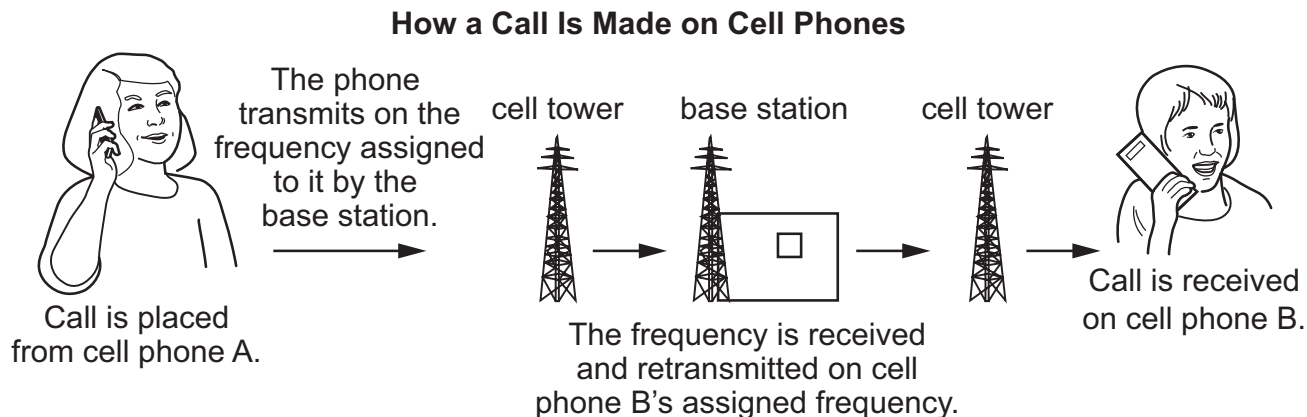 How a Call Is Made on Cell Phones
The phone
transmits on the
frequency assigned
to it by the
base station.
cell tower
base station
cell tower
Call is placed
from cell phone A.
The frequency is received
and retransmitted on cell
phone B's assigned frequency.
Call is received
on cell phone B.